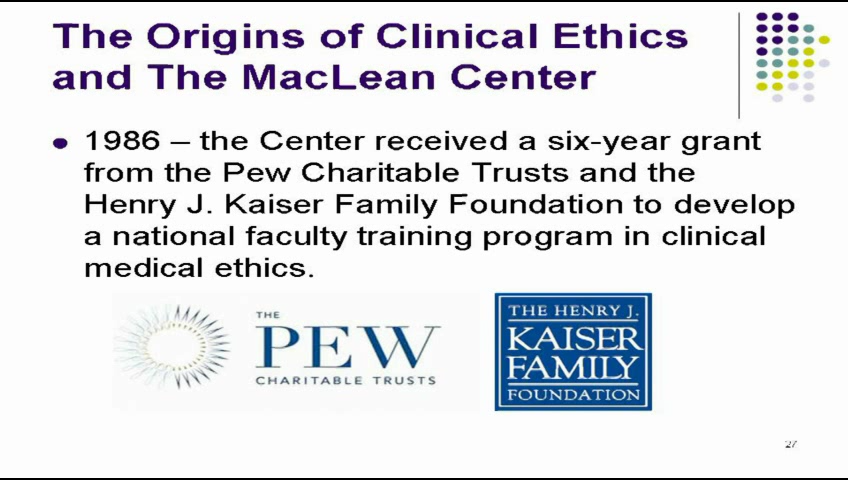 The Origins of Clinical Ethics
and The MacLean Center
1986 – the Center received a six-year grant
from the Pew Charitable Trusts and the
Henry J. Kaiser Family Foundation to develop
a national faculty training program in clinical
medical ethics.
THE
PEW
CHARITABLE TRUSTS
THE HENRY J.
KAISER
FAMILY
FOUNDATION
27